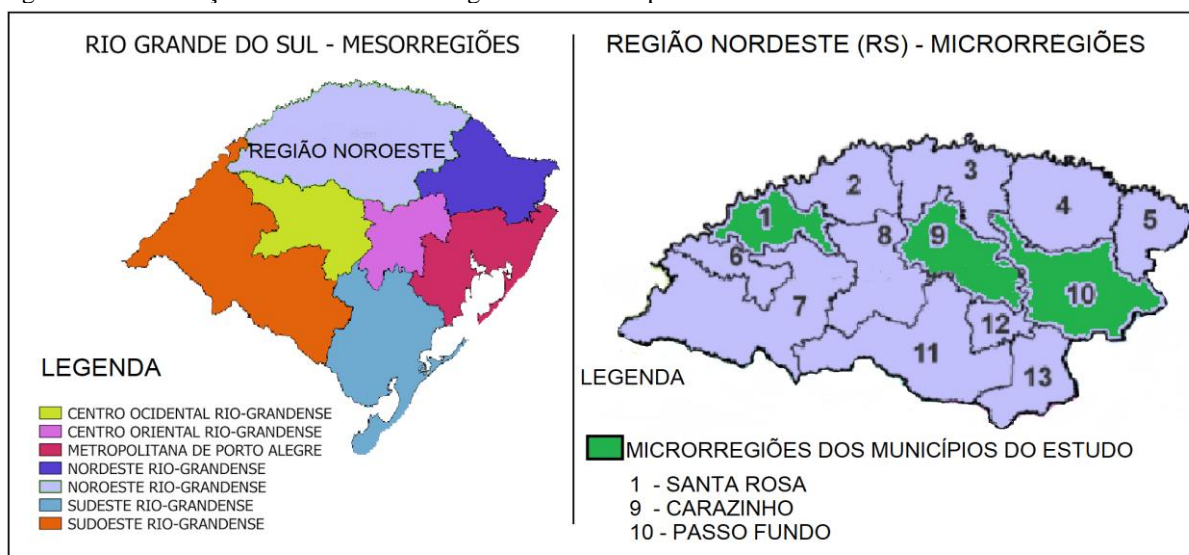 RIO GRANDE DO SUL - MESORREGIÕES
REGIÃO NOROESTE
LEGENDA
CENTRO OCIDENTAL RIO-GRANDENSE
CENTRO ORIENTAL RIO-GRANDENSE
METROPOLITANA DE PORTO ALEGRE
NORDESTE RIO-GRANDENSE
NOROESTE RIO-GRANDENSE
SUDESTE RIO-GRANDENSE
SUDOESTE RIO-GRANDENSE
REGIÃO NORDESTE (RS) - MICRORREGIÕES
1
2
3
4
5
6
7
8
9
10
11
12
13
LEGENDA
MICRORREGIÕES DOS MUNICÍPIOS DO ESTUDO
1 - SANTA ROSA
9 - CARAZINHO
10 - PASSO FUNDO